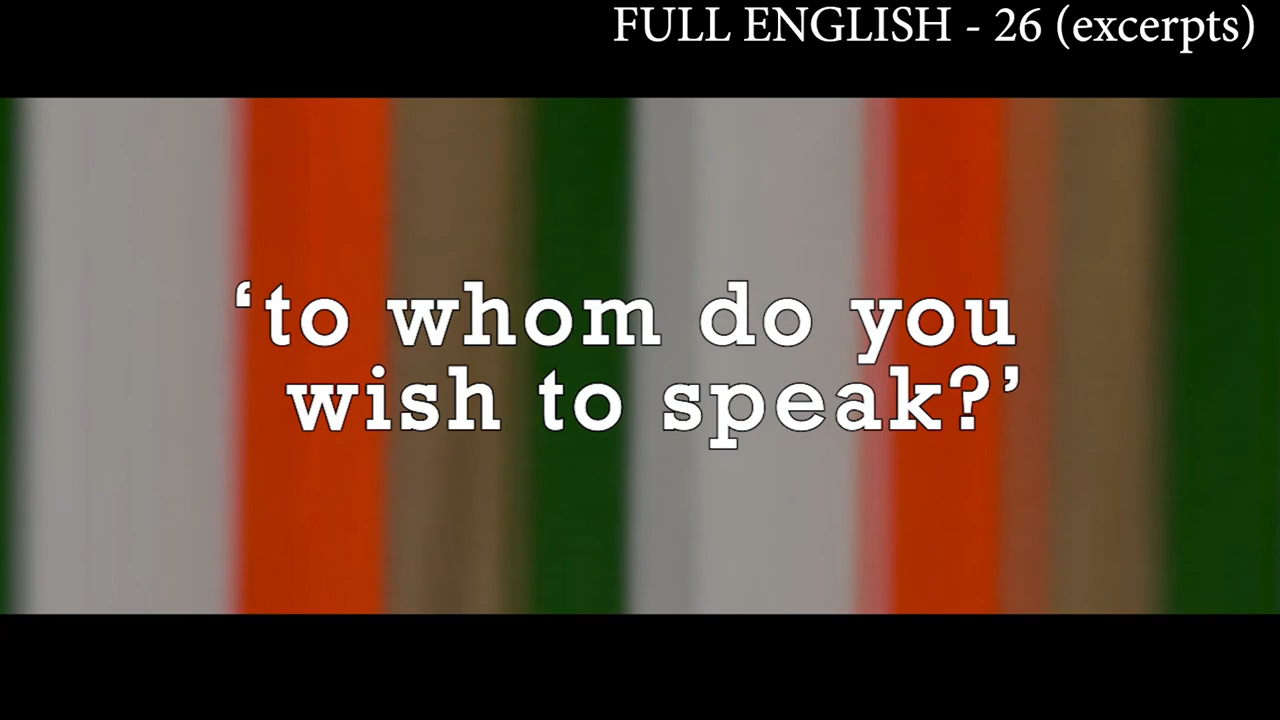 FULL ENGLISH - 26 (excerpts)
‘to whom do you
wish to speak?’